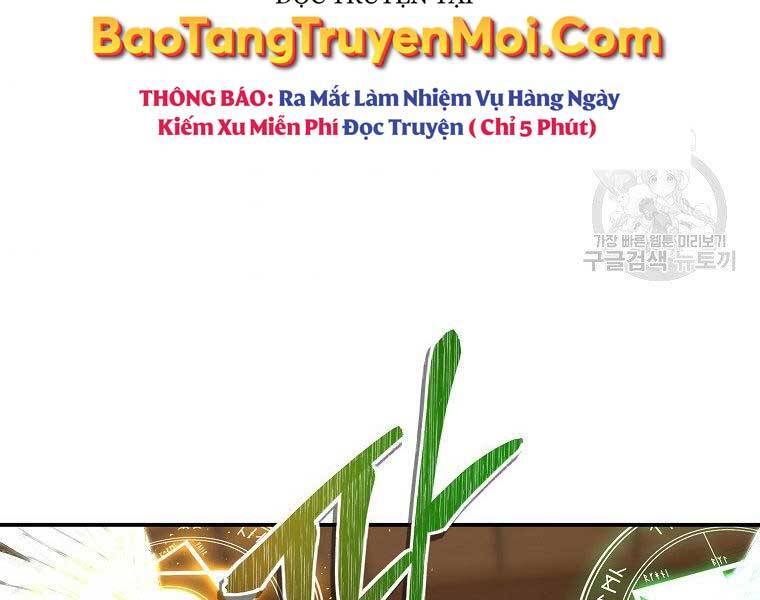 ĐỌC TRUYỆN TẠI
BaoTangTruyenMoi.Com
THÔNG BÁO: Ra Mắt Làm Nhiệm Vụ Hàng Ngày
Kiếm Xu Miễn Phí Đọc Truyện ( Chỉ 5 Phút)
가장 빠른 웹툰 미리보기
구글검색 뉴토끼